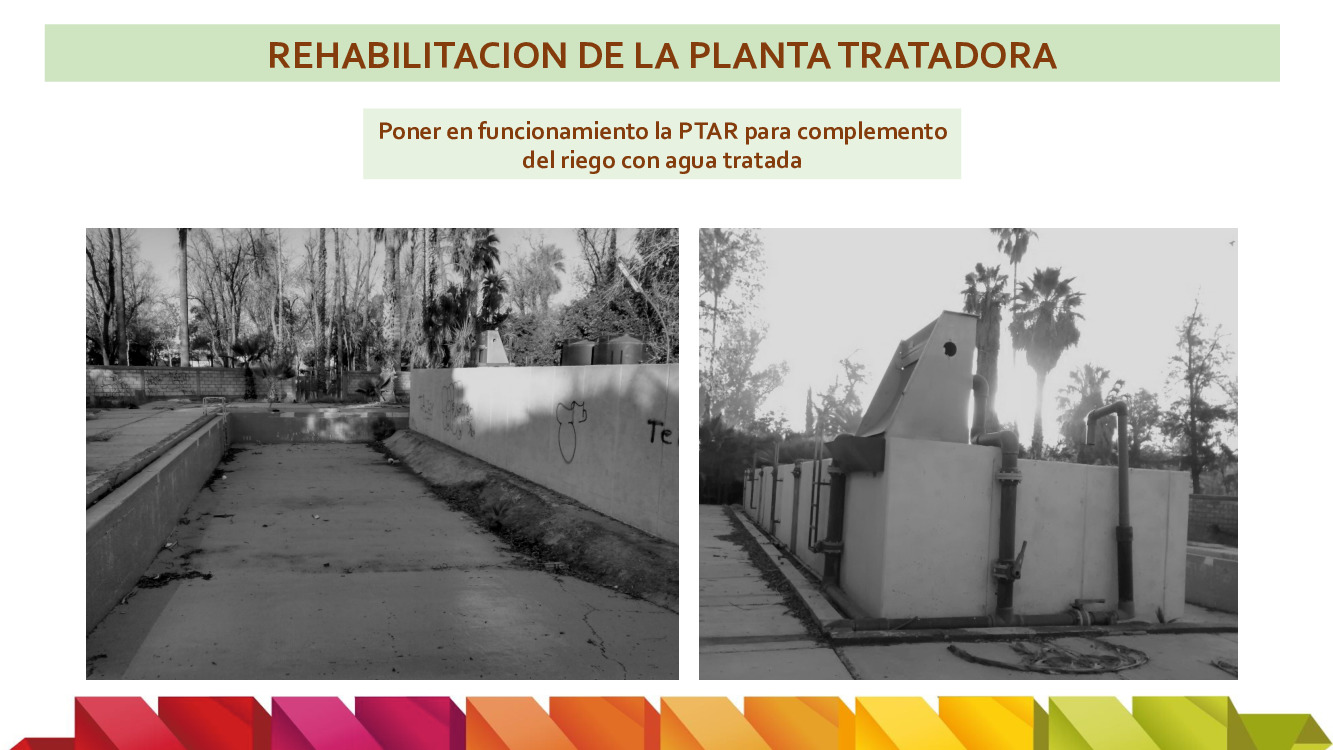 REHABILITACION DE LA PLANTA TRATADORA
Poner en funcionamiento la PTAR para complemento
del riego con agua tratada
Te